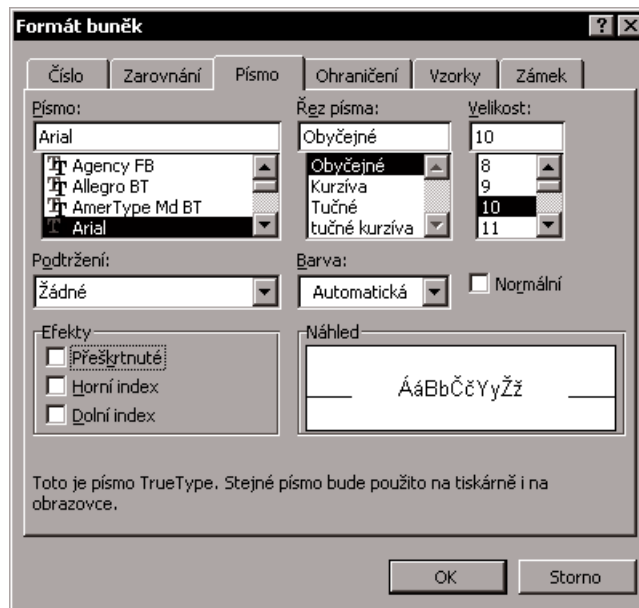 Formát buněk
Číslo Zarovnání Písmo Ohraničení Vzorky Zámek
Písmo: Řez písma: Velikost:
Arial Obyčejné 10
Agency FB Obyčejné 8
Allegro BT Kurzíva 9
AmerType Md BT Tučné 10
Arial tučné kurzíva 11
Podtržení: Barva:
Žádné Automatická Normální
Efekty Náhled
Přeškrtnuté
Horní index ÁáBbČčYyŽž
Dolní index
Toto je písmo TrueType. Stejné písmo bude použito na tiskárně i na
obrazovce.
OK Storno